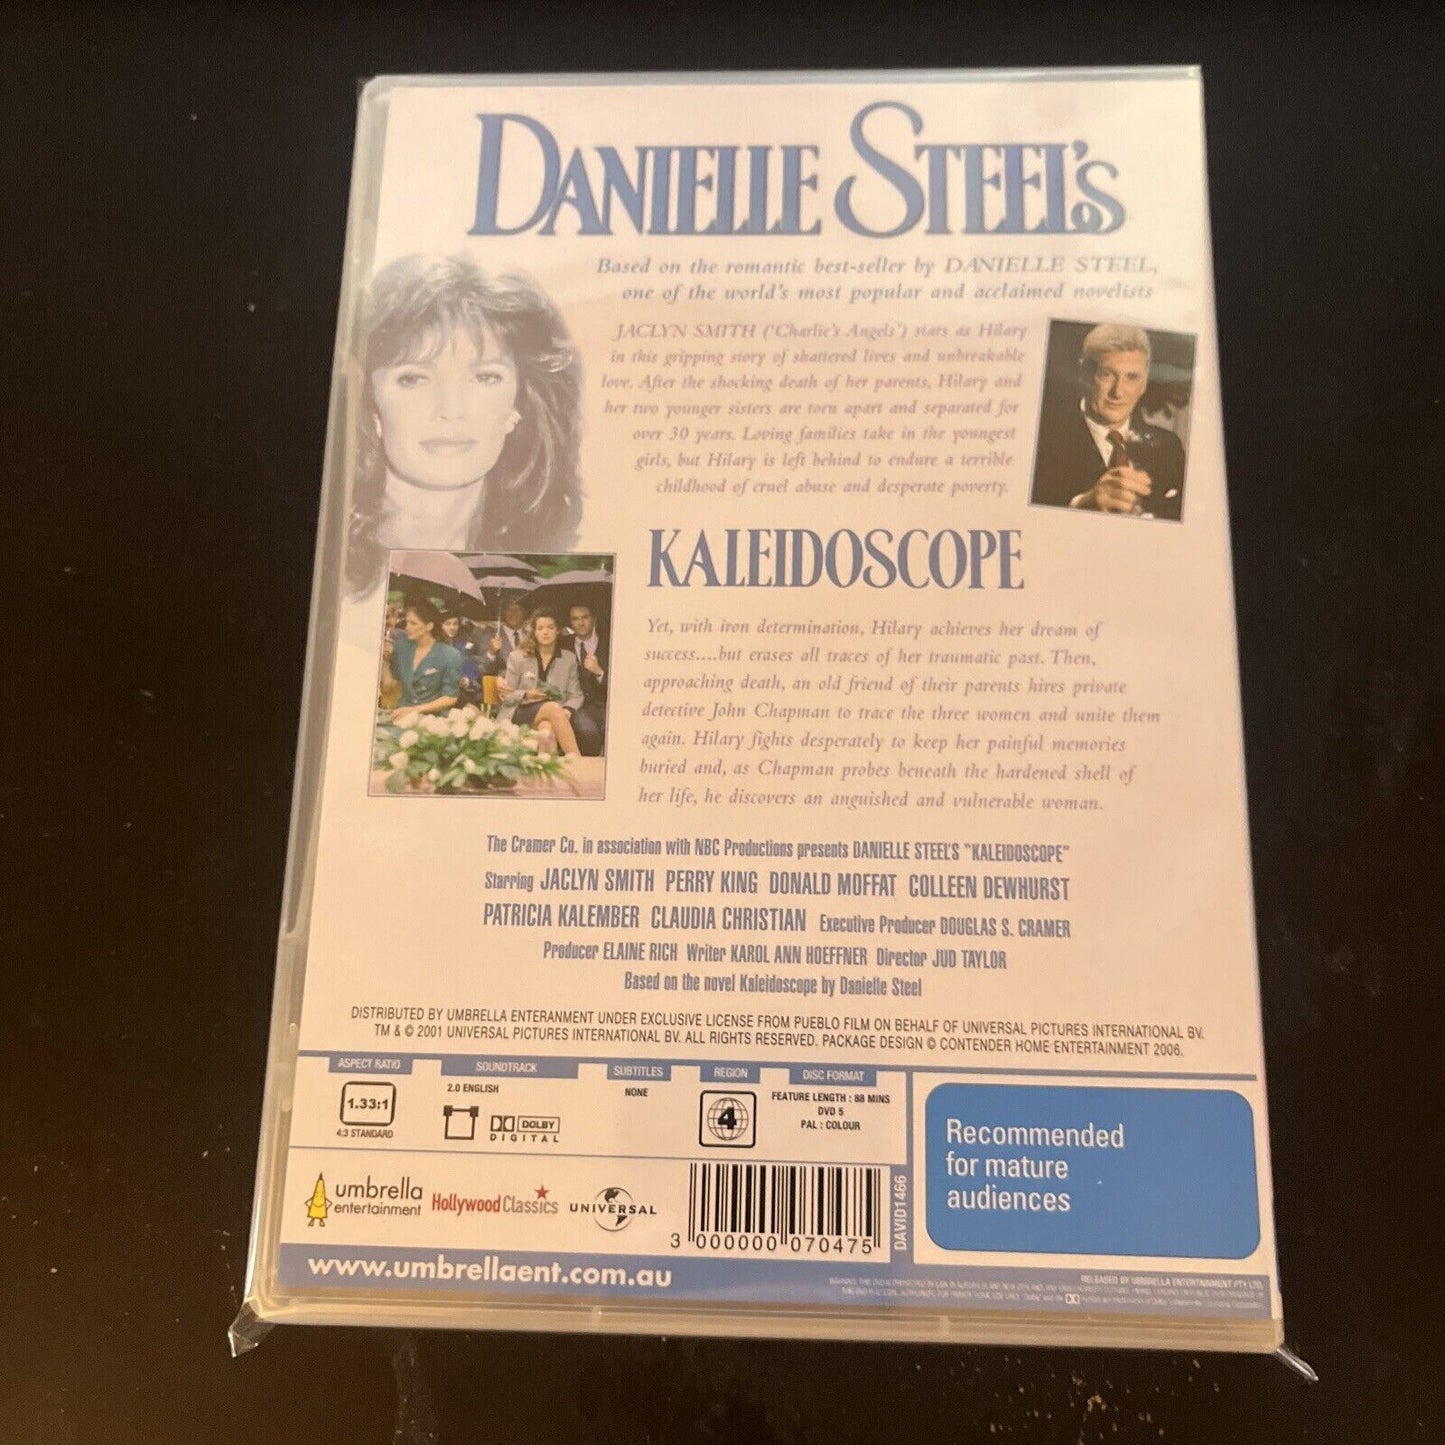 DANIELLE STEEL'S
Based on the romantic best-seller by DANIELLE STEEL,
one of the world's most popular and acclaimed novelists
JACLYN SMITH ('Charlie's Angels') stars as Hilary
in this gripping story of shattered lives and unbreakable
love. After the shocking death of her parents, Hilary and
her two younger sisters are torn apart and separated for
over 30 years. Loving families take in the youngest
girls, but Hilary is left behind to endure a terrible
childhood of cruel abuse and desperate poverty.
KALEIDOSCOPE
Yet, with iron determination, Hilary achieves her dream of
success....but erases all traces of her traumatic past. Then,
approaching death, an old friend of their parents hires private
detective John Chapman to trace the three women and unite them
again. Hilary fights desperately to keep her painful memories
buried and, as Chapman probes beneath the hardened shell of
her life, he discovers an anguished and vulnerable woman.
The Cramer Co. in association with NBC Productions presents DANIELLE STEEL'S "KALEIDOSCOPE"
Starring JACLYN SMITH PERRY KING DONALD MOFFAT COLLEEN DEWHURST
PATRICIA KALEMBER CLAUDIA CHRISTIAN Executive Producer DOUGLAS S. CRAMER
Producer ELAINE RICH Writer KAROL ANN HOEFFNER Director JUD TAYLOR
Based on the novel Kaleidoscope by Danielle Steel
DISTRIBUTED BY UMBRELLA ENTERANMENT UNDER EXCLUSIVE LICENSE FROM PUEBLO FILM ON BEHALF OF UNIVERSAL PICTURES INTERNATIONAL BV.
TM & © 2001 UNIVERSAL PICTURES INTERNATIONAL BV. ALL RIGHTS RESERVED. PACKAGE DESIGN © CONTENDER HOME ENTERTAINMENT 2006.
ASPECT RATIO
1.33:1
4:3 STANDARD
SOUNDTRACK
2.0 ENGLISH
DOLBY
DIGITAL
SUBTITLES
NONE
REGION
4
DISC FORMAT
FEATURE LENGTH : 88 MINS
DVD 5
PAL : COLOUR
Recommended
for mature
audiences
umbrella
entertainment
HollywoodClassics
UNIVERSAL
3 000000 070475
DAVID1466
www.umbrellaent.com.au
RELEASED BY UMBRELLA ENTERTAINMENT PTY LTD.